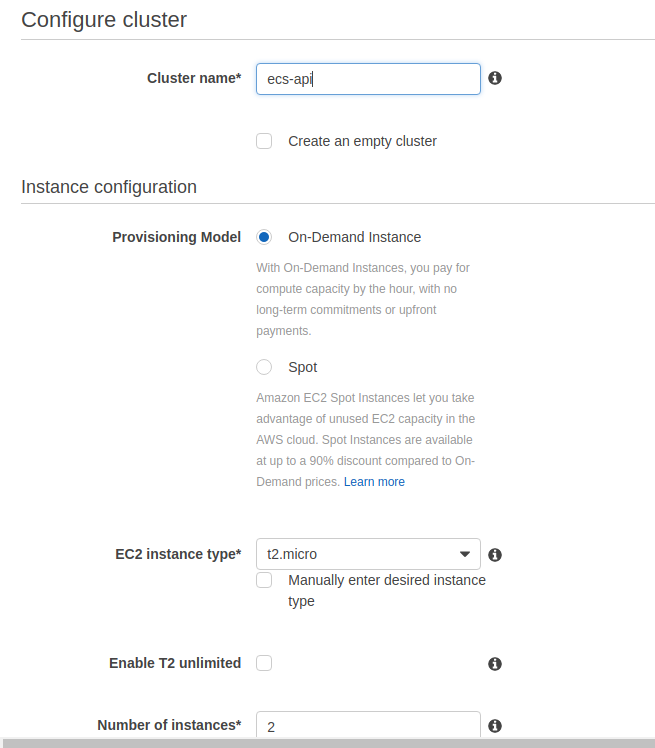 Configure cluster
Cluster name* ecs-api
Create an empty cluster
Instance configuration
Provisioning Model On-Demand Instance
With On-Demand Instances, you pay for
compute capacity by the hour, with no
long-term commitments or upfront
payments.
Spot
Amazon EC2 Spot Instances let you take
advantage of unused EC2 capacity in the
AWS cloud. Spot Instances are available
at up to a 90% discount compared to On-
Demand prices. Learn more
EC2 instance type* t2.micro
Manually enter desired instance
type
Enable T2 unlimited
Number of instances* 2